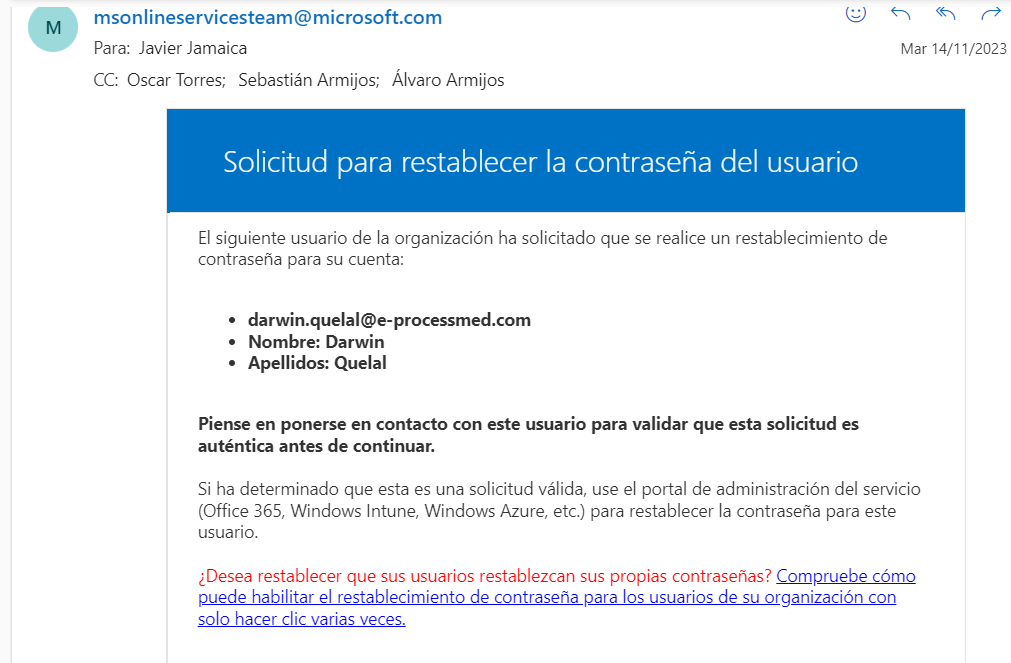 M
msonlineservicesteam@microsoft.com
Para: Javier Jamaica
Mar 14/11/2023
CC: Oscar Torres; Sebastián Armijos; Álvaro Armijos
Solicitud para restablecer la contraseña del usuario
El siguiente usuario de la organización ha solicitado que se realice un restablecimiento de
contraseña para su cuenta:
• darwin.quelal@e-processmed.com
• Nombre: Darwin
• Apellidos: Quelal
Piense en ponerse en contacto con este usuario para validar que esta solicitud es
auténtica antes de continuar.
Si ha determinado que esta es una solicitud válida, use el portal de administración del servicio
(Office 365, Windows Intune, Windows Azure, etc.) para restablecer la contraseña para este
usuario.
¿Desea restablecer que sus usuarios restablezcan sus propias contraseñas? Compruebe cómo
puede habilitar el restablecimiento de contraseña para los usuarios de su organización con
solo hacer clic varias veces.